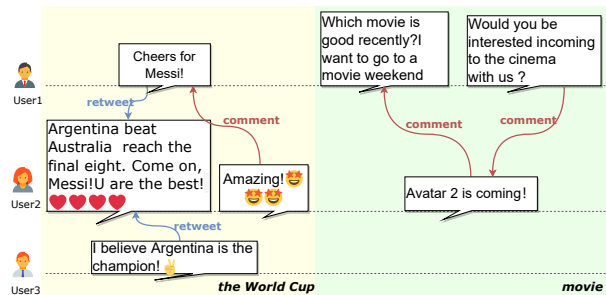 Cheers for
Messi!
Which movie is
good recently?I
want to go to a
movie weekend
Would you be
interested incoming
to the cinema
with us ?
User1
retweet
comment
comment
comment
Argentina beat
Australia reach the
final eight. Come on,
Messi!U are the best!
❤❤❤❤
Amazing!🤩
🤩🤩
Avatar 2 is coming!
User2
retweet
I believe Argentina is the
champion! ✌
User3
the World Cup
movie